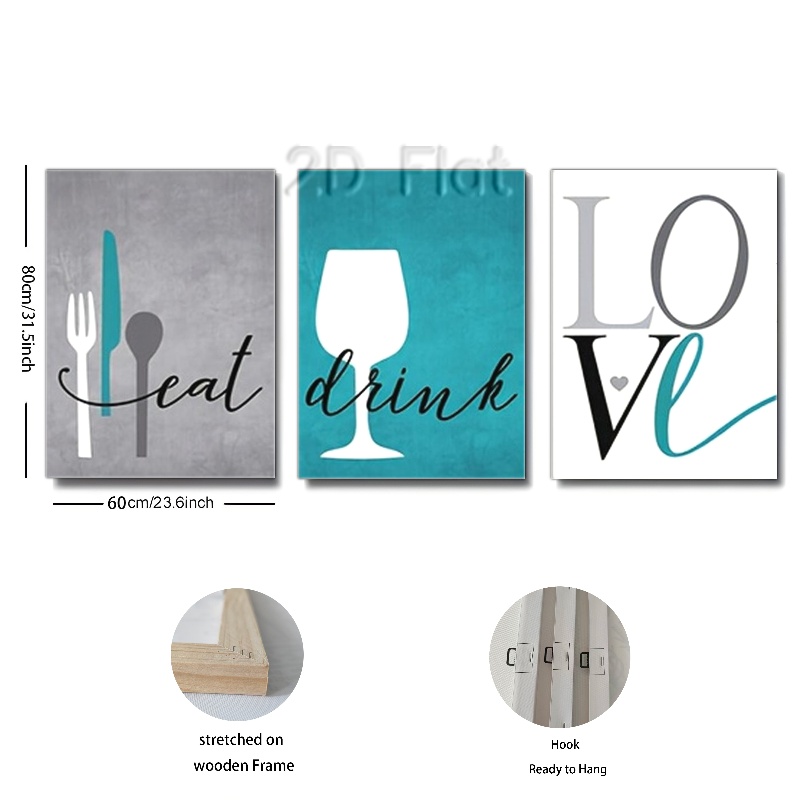 2D Flat
80cm/31.5inch
eat
drink
LO
Ve
60cm/23.6inch
stretched on
wooden Frame
Hook
Ready to Hang